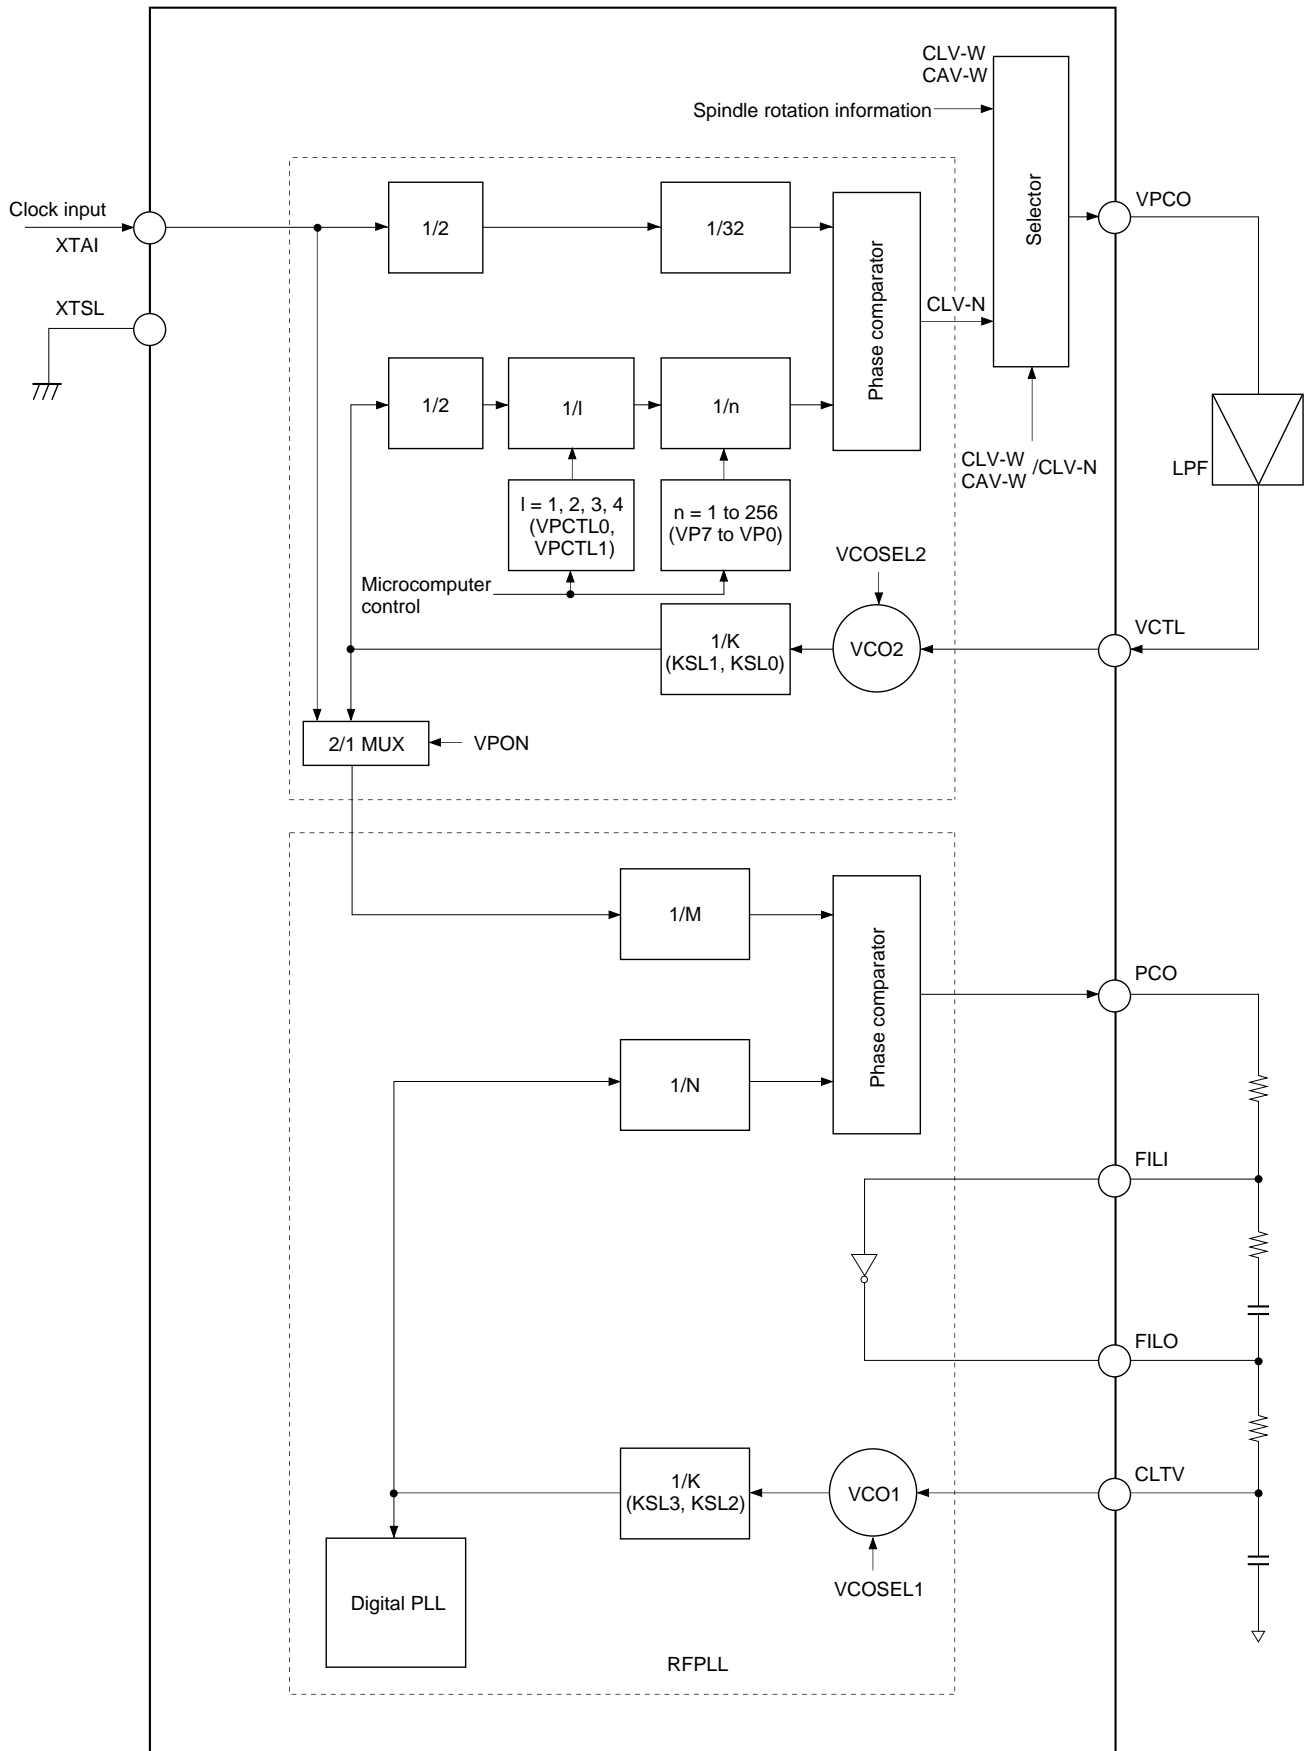 CLV-W
CAV-W
Spindle rotation information
Selector
Clock input
XTAI
XTSL
1/2
1/32
Phase comparator
CLV-N
VPCO
1/2
1/l
1/n
l = 1, 2, 3, 4
(VPCTL0,
VPCTL1)
n = 1 to 256
(VP7 to VP0)
CLV-W
CAV-W
/CLV-N
LPF
Microcomputer
control
VCOSEL2
1/K
(KSL1, KSL0)
VCO2
VCTL
2/1 MUX
VPON
1/M
Phase comparator
PCO
1/N
FILI
FILO
1/K
(KSL3, KSL2)
VCO1
CLTV
VCOSEL1
Digital PLL
RFPLL